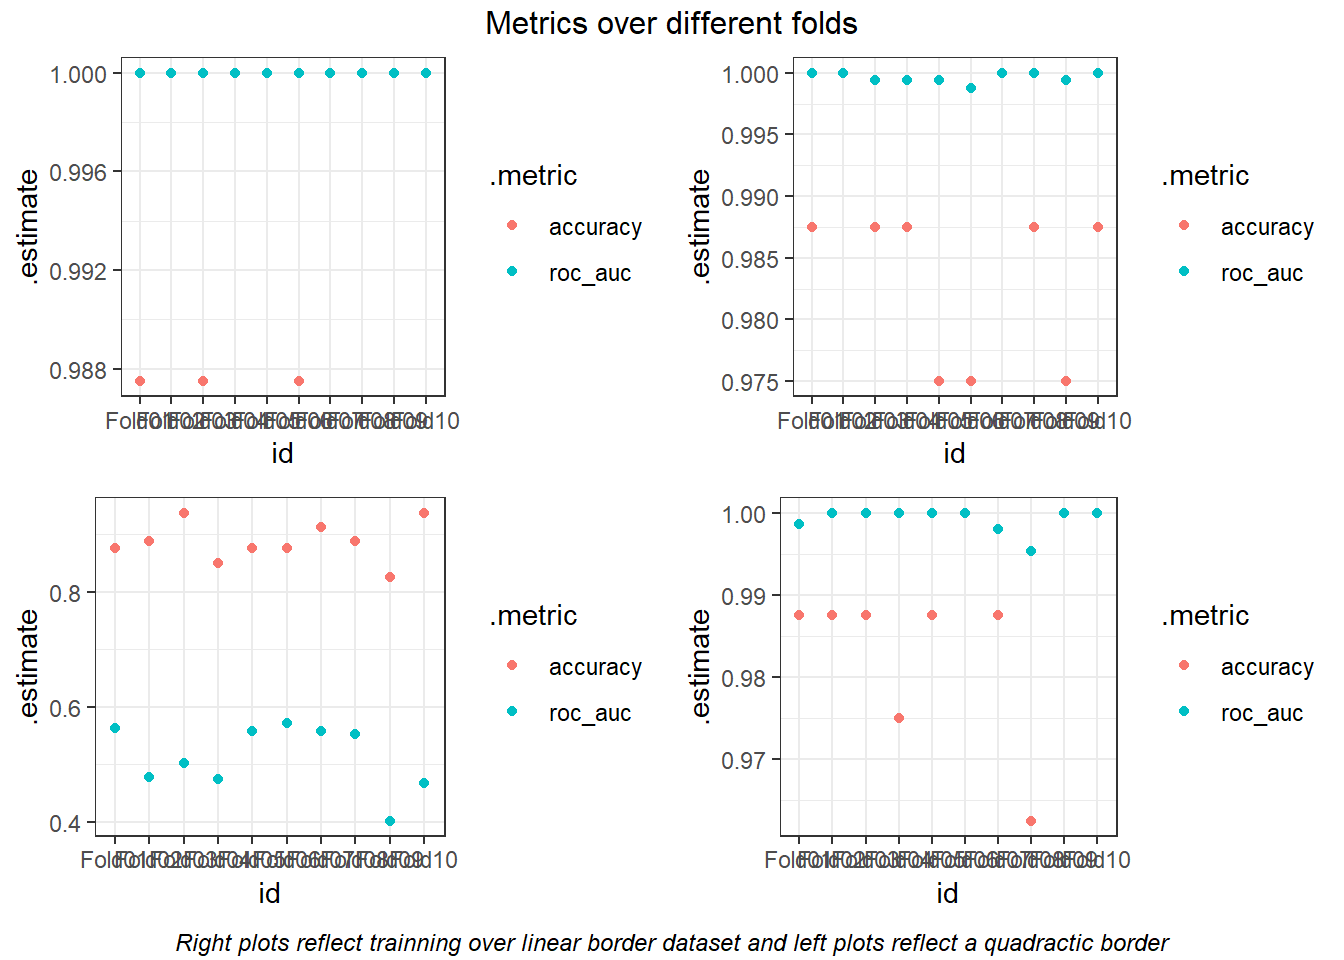 Metrics over different folds
1.000
0.996
0.992
0.988
.estimate
id
.metric
accuracy
roc_auc
1.000
0.995
0.990
0.985
0.980
0.975
.estimate
id
.metric
accuracy
roc_auc
0.8
0.6
0.4
.estimate
id
.metric
accuracy
roc_auc
1.00
0.99
0.98
0.97
.estimate
id
.metric
accuracy
roc_auc
Right plots reflect trainning over linear border dataset and left plots reflect a quadractic border